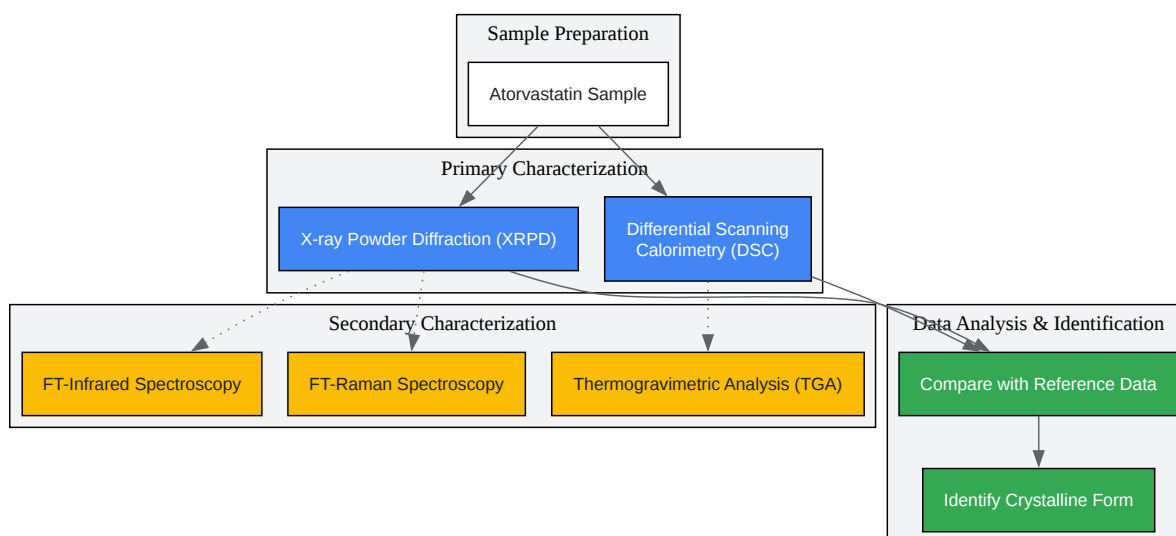 Sample Preparation
Atorvastatin Sample
Primary Characterization
X-ray Powder Diffraction (XRPD)
Differential Scanning
Calorimetry (DSC)
Secondary Characterization
FT-Infrared Spectroscopy
FT-Raman Spectroscopy
Thermogravimetric Analysis (TGA)
Data Analysis & Identification
Compare with Reference Data
Identify Crystalline Form